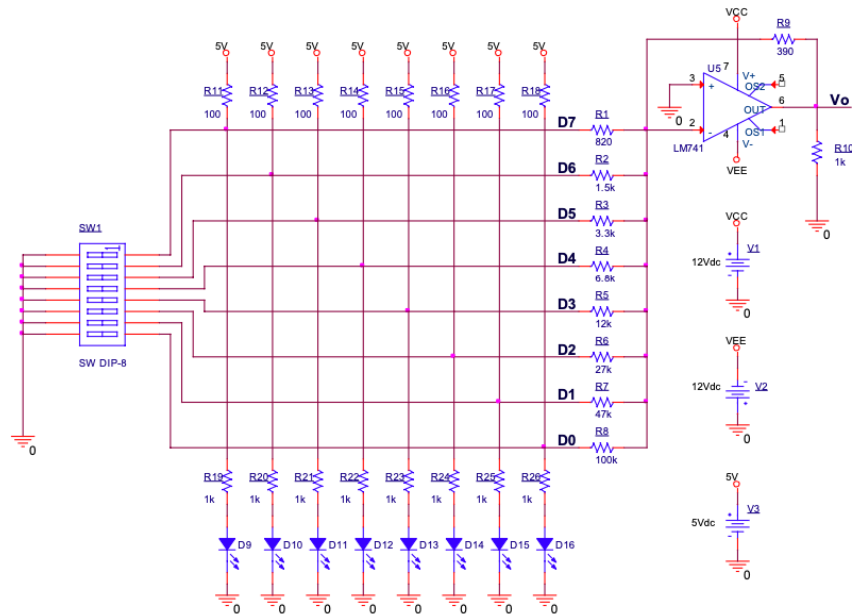 VCC
R9
390
5V 5V 5V 5V 5V 5V 5V 5V
U5 7 V+ 5
3 + OS2
6
OUT Vo
0 2 - OS1 1
4 V-
LM741
VEE
R10
1k
0
R11 R12 R13 R14 R15 R16 R17 R18
100 100 100 100 100 100 100 100
D7 R1
820
D6 R2
1.5k
D5 R3
3.3k
D4 R4
6.8k
D3 R5
12k
D2 R6
27k
D1 R7
47k
D0 R8
100k
SW1
SW DIP-8
0
VCC
V1
12Vdc
0
VEE
12Vdc V2
0
5V
V3
5Vdc
0
R19 R20 R21 R22 R23 R24 R25 R26
1k 1k 1k 1k 1k 1k 1k 1k
D9 D10 D11 D12 D13 D14 D15 D16
0 0 0 0 0 0 0 0